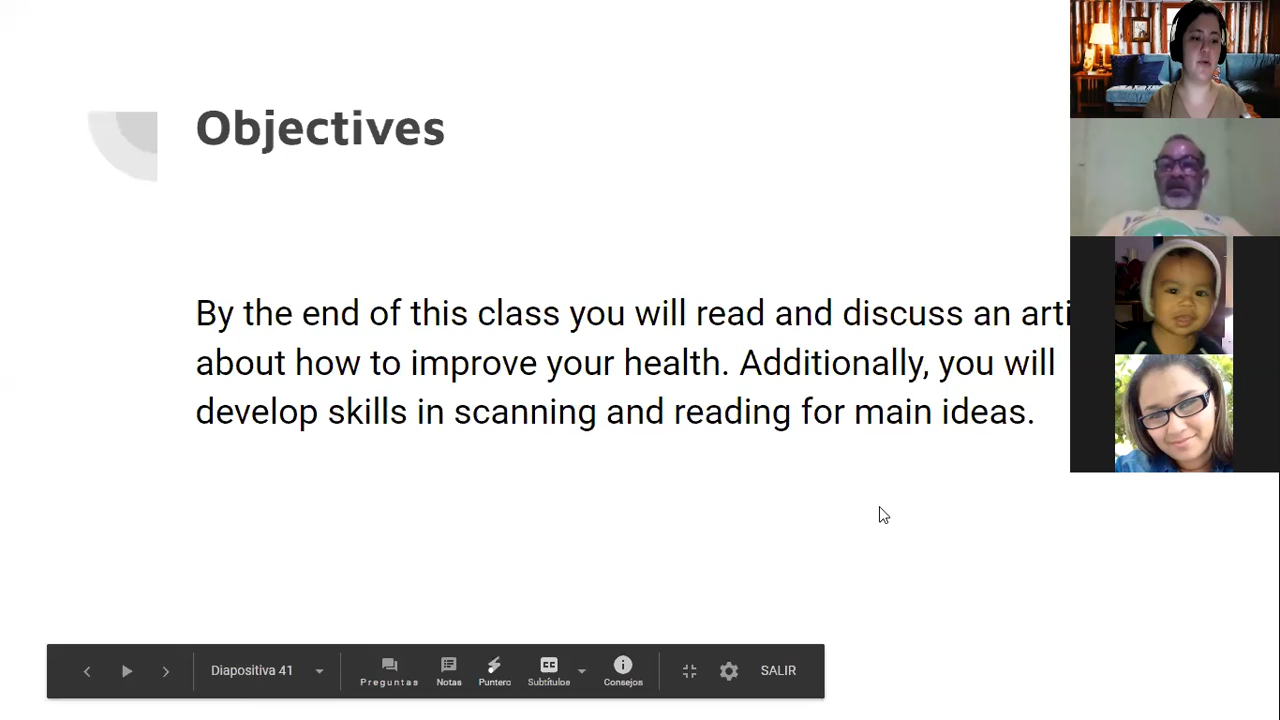 Objectives
By the end of this class you will read and discuss an arti
about how to improve your health. Additionally, you will
develop skills in scanning and reading for main ideas.
Diapositiva 41
Preguntas
Notas
Puntero
CC
Subtítulos
Consejos
SALIR